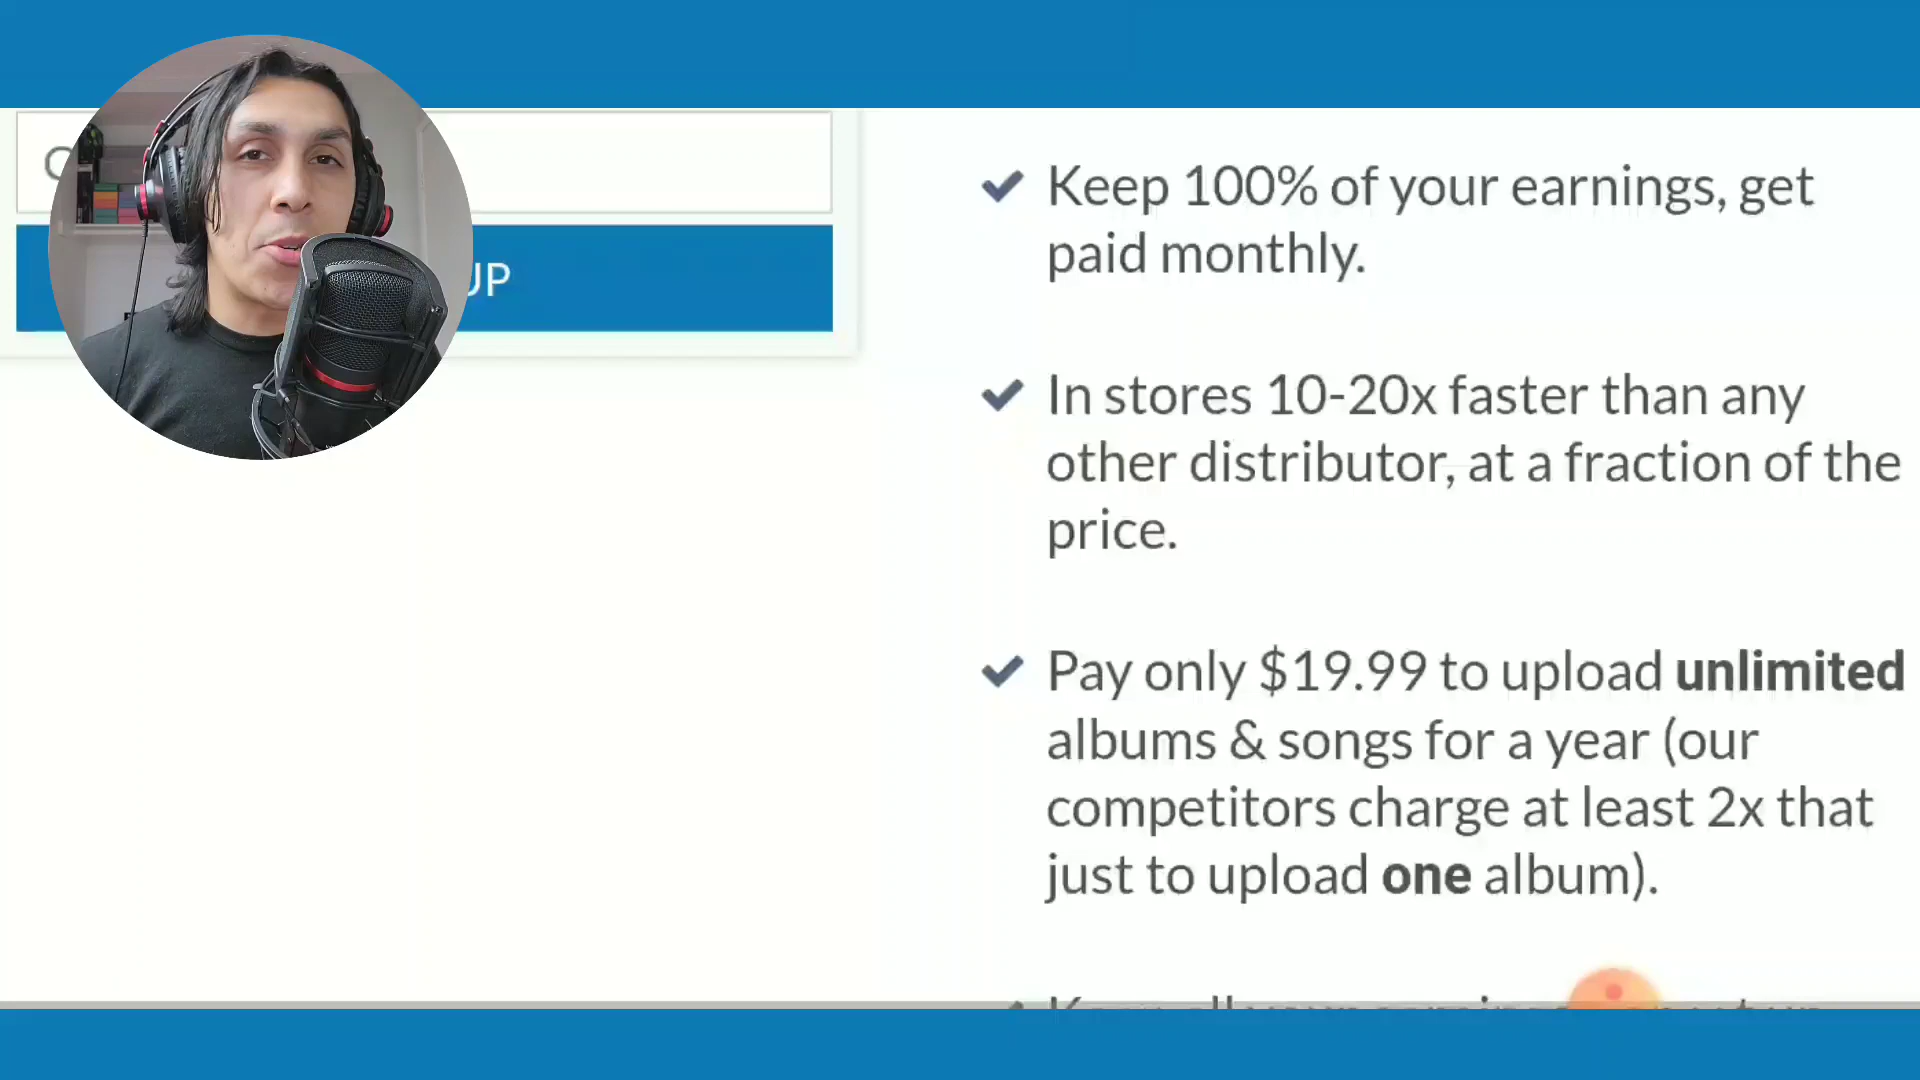 UP
Keep 100% of your earnings, get
paid monthly.
In stores 10-20x faster than any
other distributor, at a fraction of the
price.
Pay only $19.99 to upload unlimited
albums & songs for a year (our
competitors charge at least 2x that
just to upload one album).